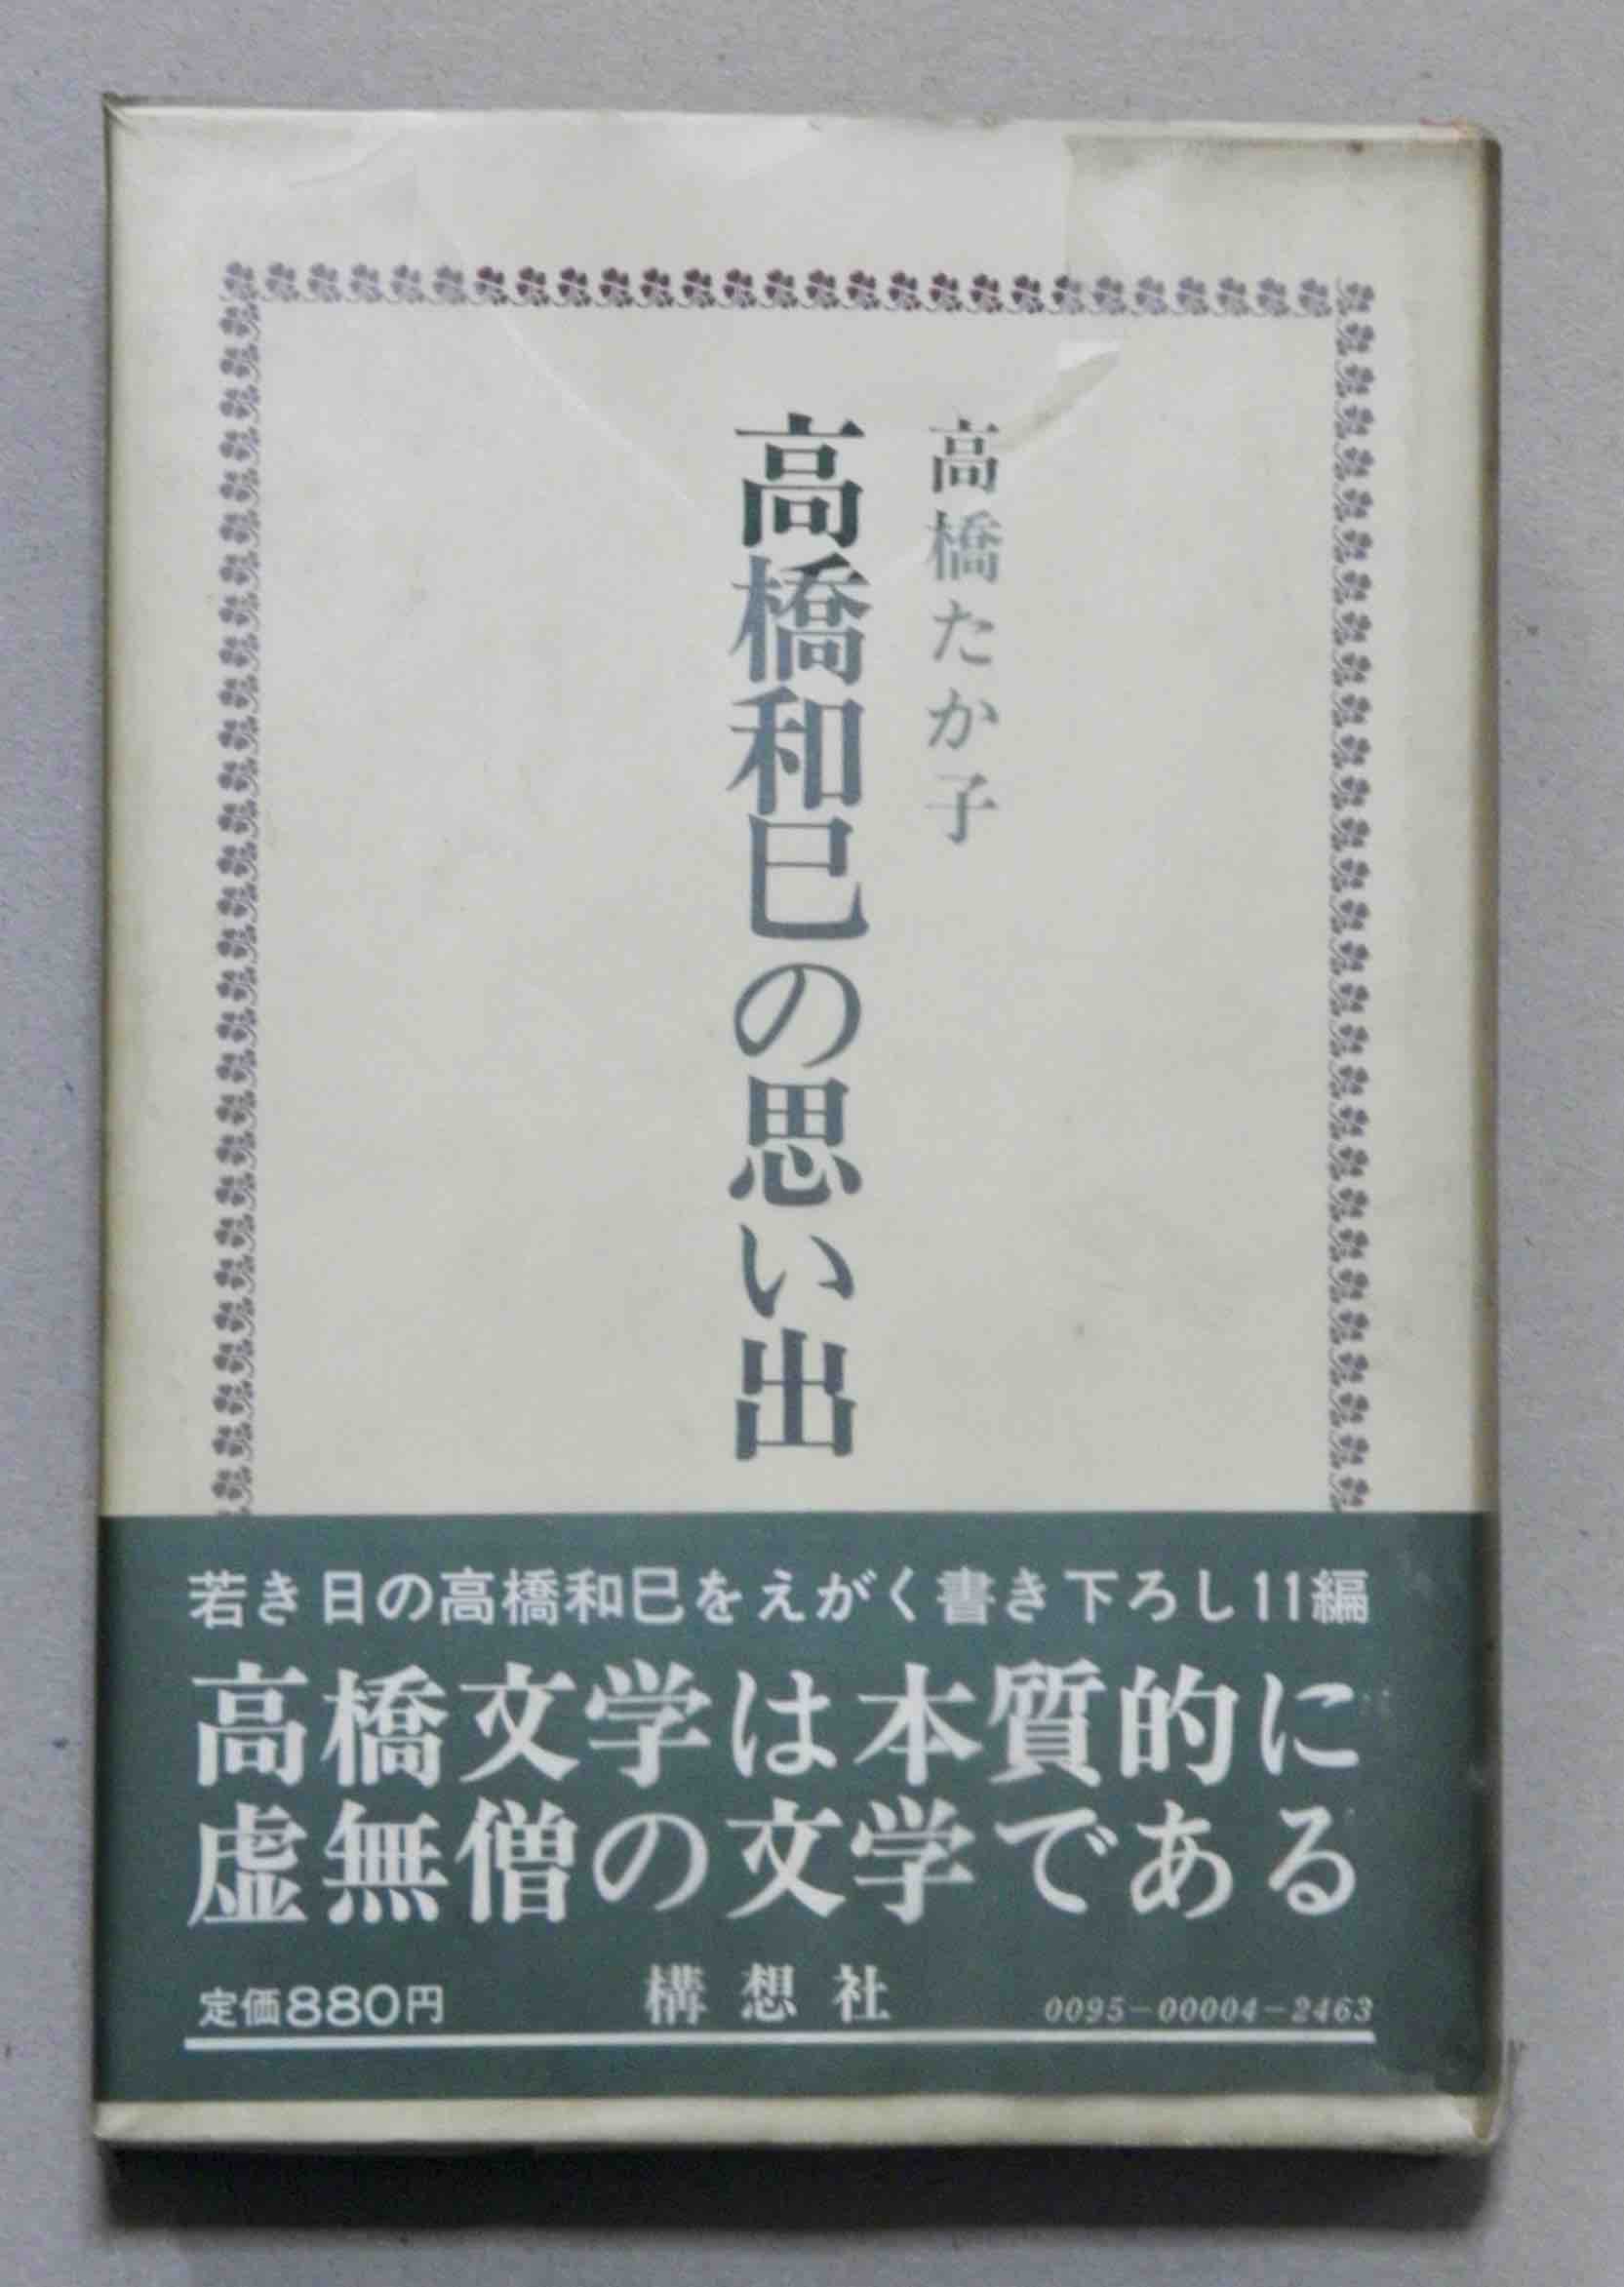 高橋たか子
高橋和巳の思い出
若き日の高橋和巳をえがく書き下ろし11編
高橋文学は本質的に
虚無僧の文学である
定価880円
構想社
0095-00004-2463